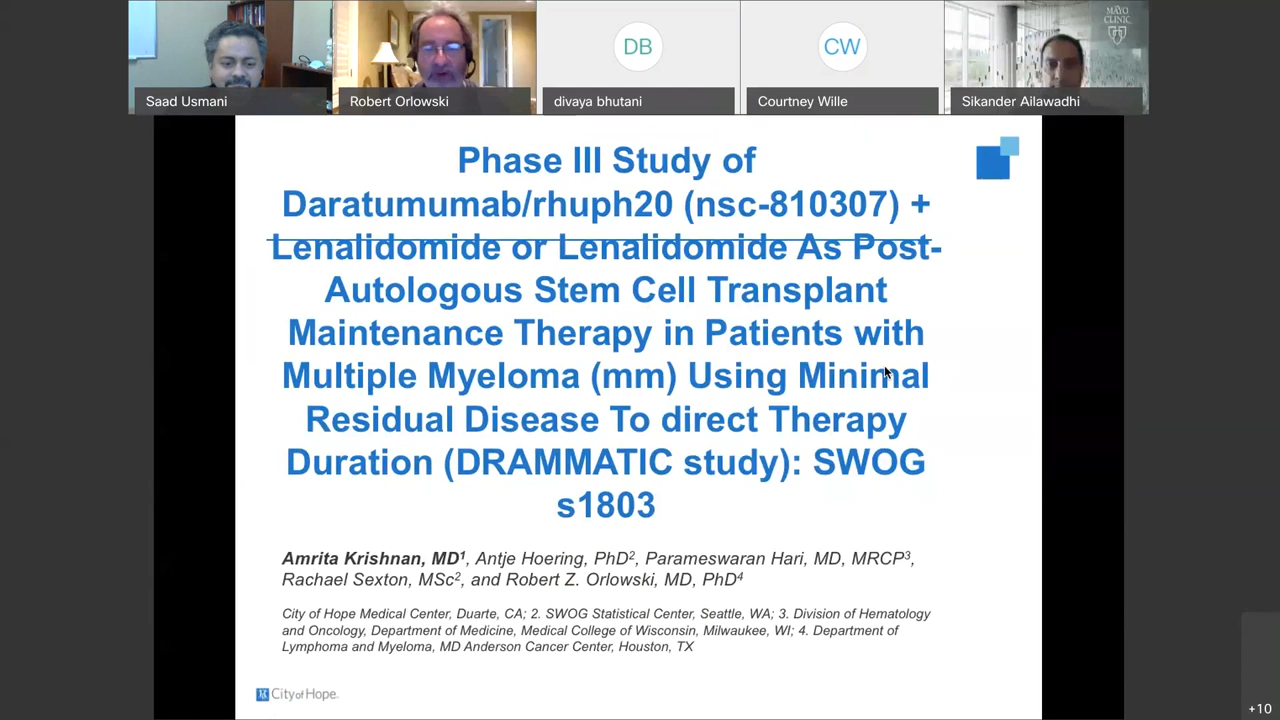 MAYO
CLINIC
DB
CW
Saad Usmani
Robert Orlowski
divaya bhutani
Courtney Wille
Sikander Ailawadhi
Phase III Study of
Daratumumab/rhuph20 (nsc-810307) +
Lenalidomide or Lenalidomide As Post-
Autologous Stem Cell Transplant
Maintenance Therapy in Patients with
Multiple Myeloma (mm) Using Minimal
Residual Disease To direct Therapy
Duration (DRAMMATIC study): SWOG
s1803
Amrita Krishnan, MD¹, Antje Hoering, PhD², Parameswaran Hari, MD, MRCP³,
Rachael Sexton, MSc², and Robert Z. Orlowski, MD, PhD⁴
City of Hope Medical Center, Duarte, CA; 2. SWOG Statistical Center, Seattle, WA; 3. Division of Hematology
and Oncology, Department of Medicine, Medical College of Wisconsin, Milwaukee, WI; 4. Department of
Lymphoma and Myeloma, MD Anderson Cancer Center, Houston, TX
City of Hope.
+10